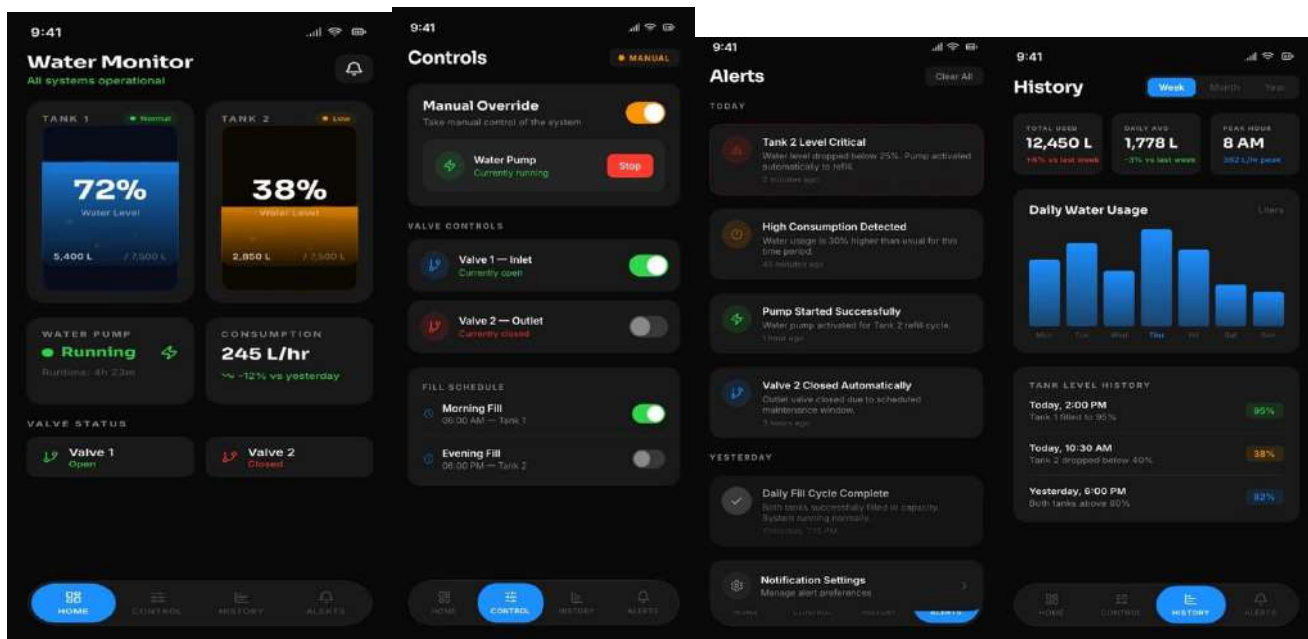 9:41
Water Monitor
All systems operational
TANK 1
Normal
72%
Water Level
5,400 L / 7,500 L
TANK 2
Low
38%
Water Level
2,850 L / 7,500 L
WATER PUMP
Running
Runtime: 4h 23m
CONSUMPTION
245 L/hr
-12% vs yesterday
VALVE STATUS
Valve 1
Open
Valve 2
Closed
HOME
CONTROL
HISTORY
ALERTS
9:41
Controls
MANUAL
Manual Override
Take manual control of the system
Water Pump
Currently running
Stop
VALVE CONTROLS
Valve 1 — Inlet
Currently open
Valve 2 — Outlet
Currently closed
FILL SCHEDULE
Morning Fill
06:00 AM — Tank 1
Evening Fill
06:00 PM — Tank 2
HOME
CONTROL
HISTORY
ALERTS
9:41
Alerts
Clear All
TODAY
Tank 2 Level Critical
Water level dropped below 25%. Pump activated
automatically to refill.
2 minutes ago
High Consumption Detected
Water usage is 30% higher than usual for this
time period.
45 minutes ago
Pump Started Successfully
Water pump activated for Tank 2 refill cycle.
1 hour ago
Valve 2 Closed Automatically
Outlet valve closed due to scheduled
maintenance window.
3 hours ago
YESTERDAY
Daily Fill Cycle Complete
Both tanks successfully filled to capacity.
System running normally.
Yesterday, 7:15 PM
Notification Settings
Manage alert preferences
HOME
CONTROL
HISTORY
ALERTS
9:41
History
Week
Month
Year
TOTAL USED
12,450 L
+6% vs last week
DAILY AVG
1,778 L
-3% vs last week
PEAK HOUR
8 AM
382 L/hr peak
Daily Water Usage
Liters
Mon Tue Wed Thu Fri Sat Sun
TANK LEVEL HISTORY
Today, 2:00 PM
Tank 1 filled to 95%
95%
Today, 10:30 AM
Tank 2 dropped below 40%
38%
Yesterday, 6:00 PM
Both tanks above 80%
82%
HOME
CONTROL
HISTORY
ALERTS